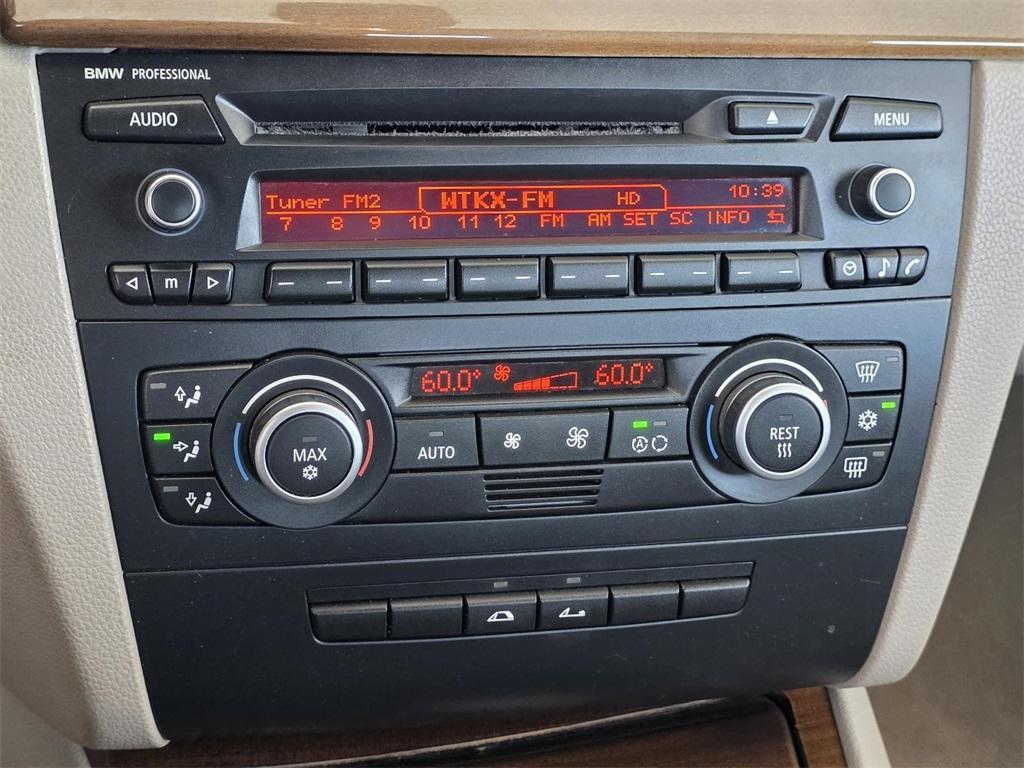 BMW PROFESSIONAL
AUDIO
MENU
Tuner FM2 WTKX-FM HD 10:39
7 8 9 10 11 12 FM AM SET SC INFO
m
60.0° 60.0°
MAX
AUTO
A
REST